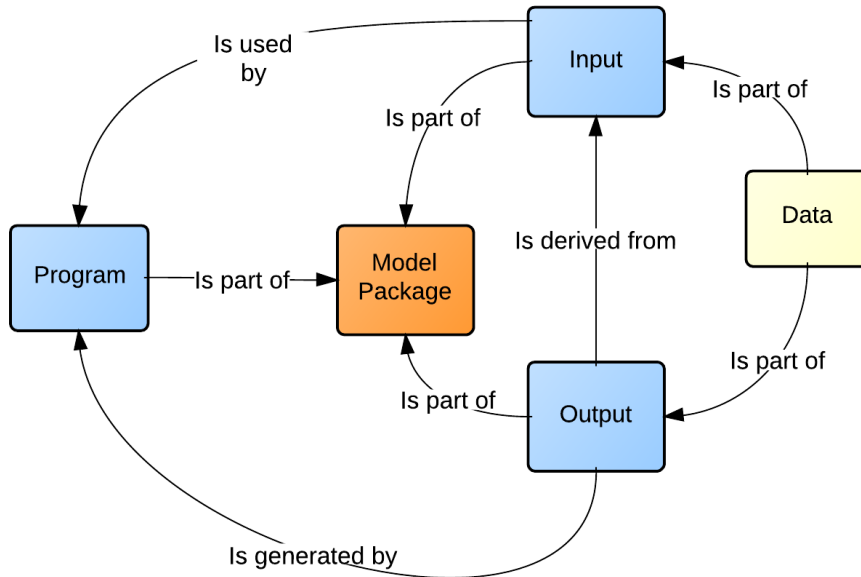 Is used
by
Input
Is part of
Is part of
Data
Is derived from
Program
Is part of
Model
Package
Is part of
Is part of
Output
Is generated by